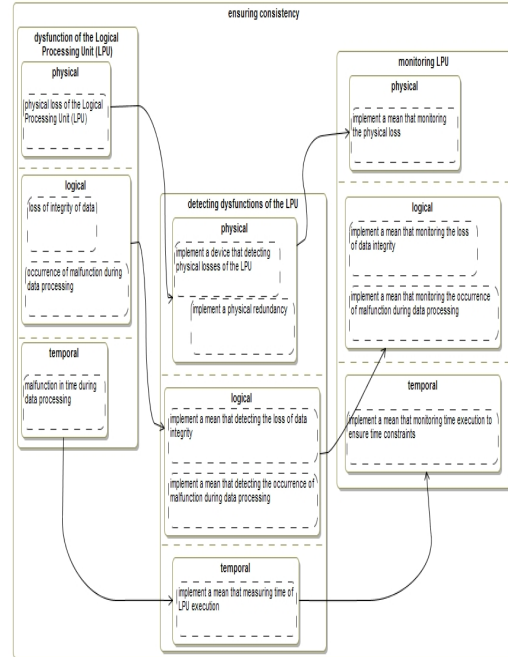 ensuring consistency
dysfunction of the Logical
Processing Unit (LPU)
physical
physical loss of the Logical
Processing Unit (LPU)
logical
loss of integrity of data
occurrence of malfunction during
data processing
temporal
malfunction in time during
data processing
detecting dysfunctions of the LPU
physical
implement a device that detecting
physical losses of the LPU
implement a physical redundancy
logical
implement a mean that detecting the loss of data
integrity
implement a mean that detecting the occurrence of
malfunction during data processing
temporal
implement a mean that measuring time of
LPU execution
monitoring LPU
physical
implement a mean that monitoring
the physical loss
logical
implement a mean that monitoring the loss
of data integrity
implement a mean that monitoring the occurrence
of malfunction during data processing
temporal
implement a mean that monitoring time execution to
ensure time constraints